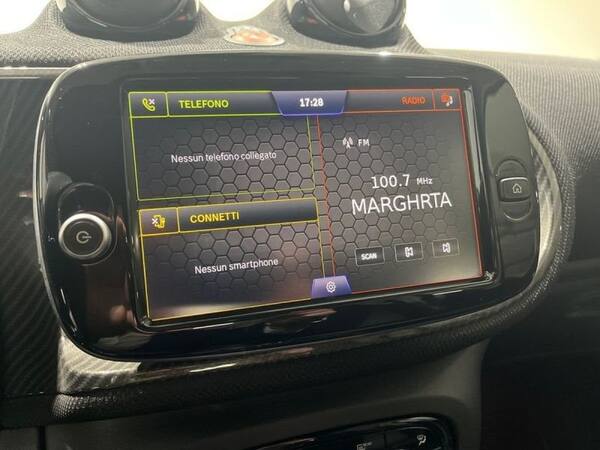 TELEFONO
17:28
RADIO
Nessun telefono collegato
FM
100.7 MHz
MARGHRTA
CONNETTI
Nessun smartphone
SCAN